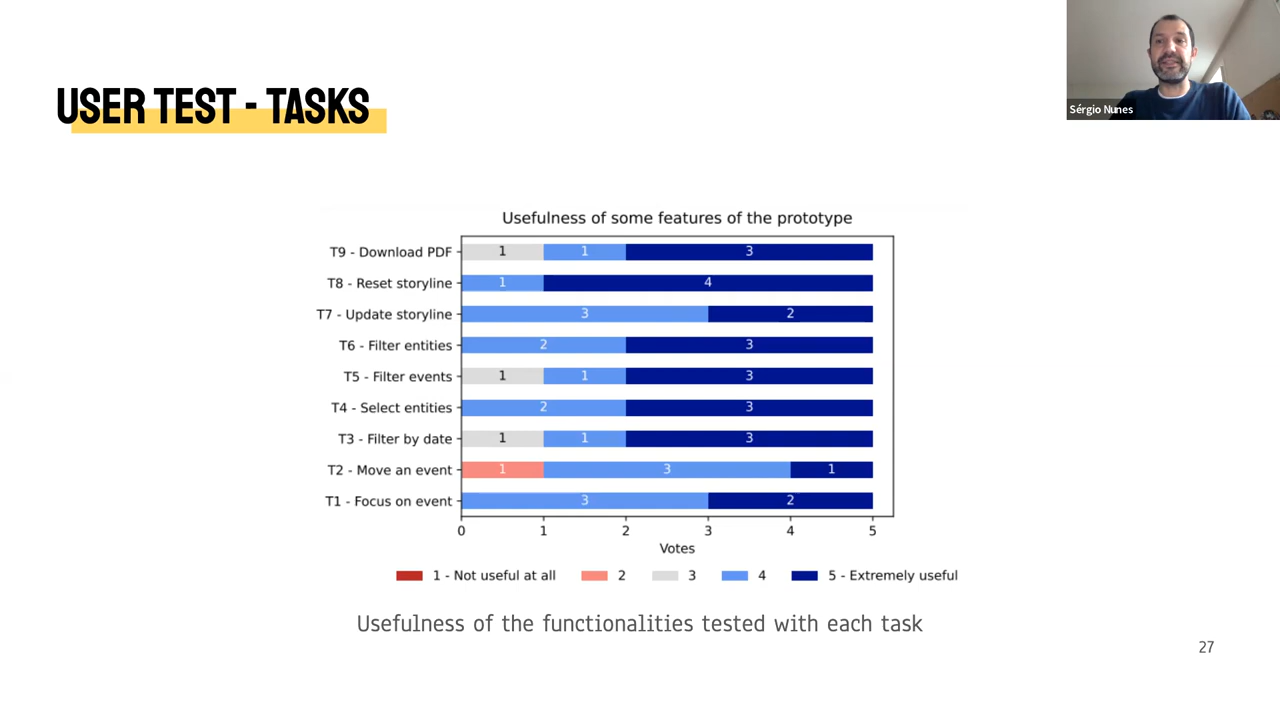 Sérgio Nunes
USER TEST - TASKS
Usefulness of some features of the prototype
T9 - Download PDF 1 1 3
T8 - Reset storyline 1 4
T7 - Update storyline 3 2
T6 - Filter entities 2 3
T5 - Filter events 1 1 3
T4 - Select entities 2 3
T3 - Filter by date 1 1 3
T2 - Move an event 1 3 1
T1 - Focus on event 3 2
0 1 2 3 4 5
Votes
1 - Not useful at all 2 3 4 5 - Extremely useful
Usefulness of the functionalities tested with each task
27